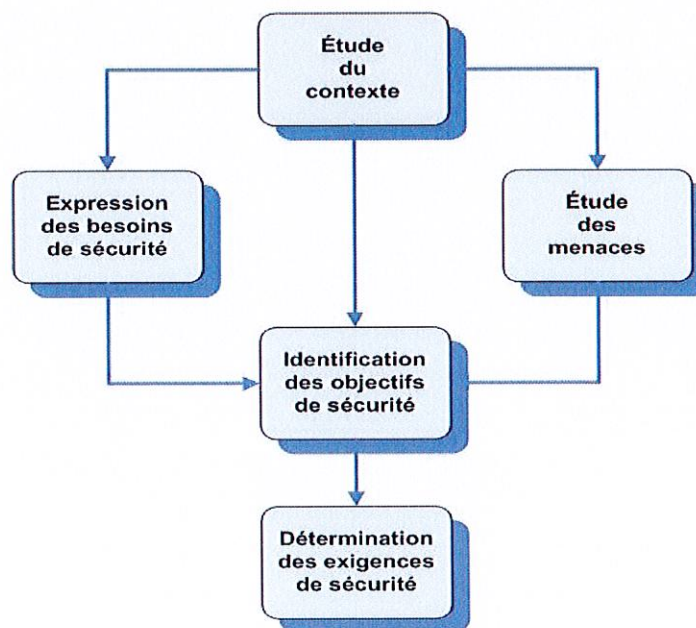 Étude
du
contexte
Expression
des besoins
de sécurité
Étude
des
menaces
Identification
des objectifs
de sécurité
Détermination
des exigences
de sécurité